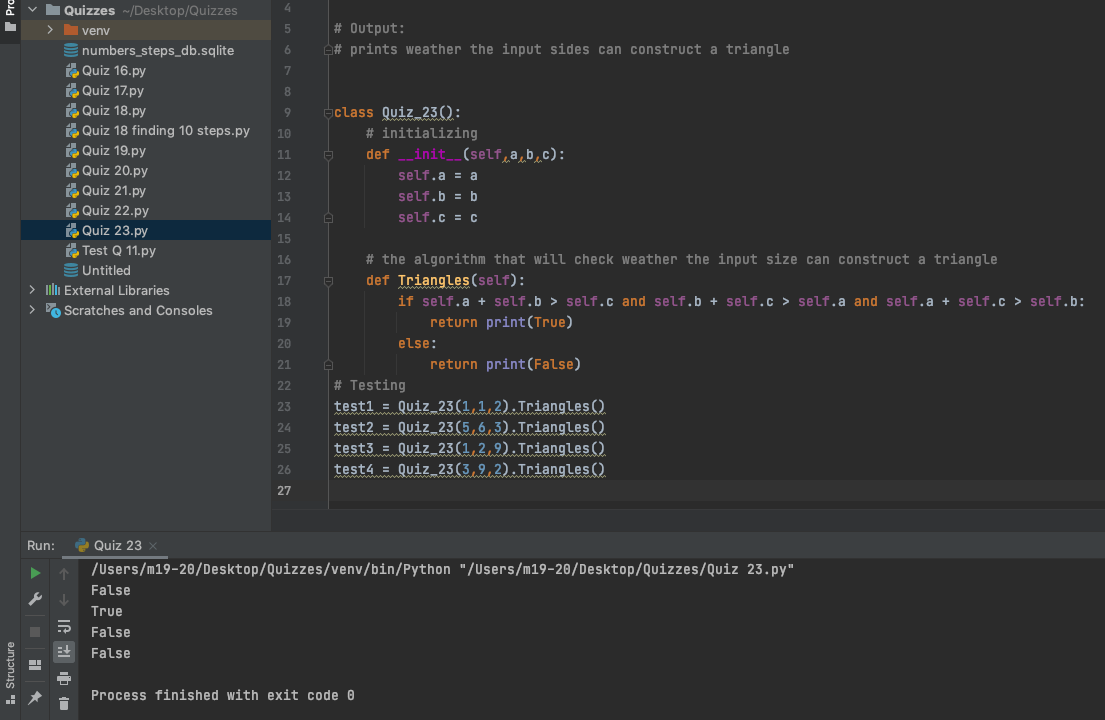 Pro
Quizzes ~/Desktop/Quizzes
venv
numbers_steps_db.sqlite
Quiz 16.py
Quiz 17.py
Quiz 18.py
Quiz 18 finding 10 steps.py
Quiz 19.py
Quiz 20.py
Quiz 21.py
Quiz 22.py
Quiz 23.py
Test Q 11.py
Untitled
External Libraries
Scratches and Consoles
4
5 # Output:
6 # prints weather the input sides can construct a triangle
7
8
9 class Quiz_23():
10 # initializing
11 def __init__(self,a,b,c):
12 self.a = a
13 self.b = b
14 self.c = c
15
16 # the algorithm that will check weather the input size can construct a triangle
17 def Triangles(self):
18 if self.a + self.b > self.c and self.b + self.c > self.a and self.a + self.c > self.b:
19 return print(True)
20 else:
21 return print(False)
22 # Testing
23 test1 = Quiz_23(1,1,2).Triangles()
24 test2 = Quiz_23(5,6,3).Triangles()
25 test3 = Quiz_23(1,2,9).Triangles()
26 test4 = Quiz_23(3,9,2).Triangles()
27
Run: Quiz 23
/Users/m19-20/Desktop/Quizzes/venv/bin/Python "/Users/m19-20/Desktop/Quizzes/Quiz 23.py"
False
True
False
False
Process finished with exit code 0
Structure